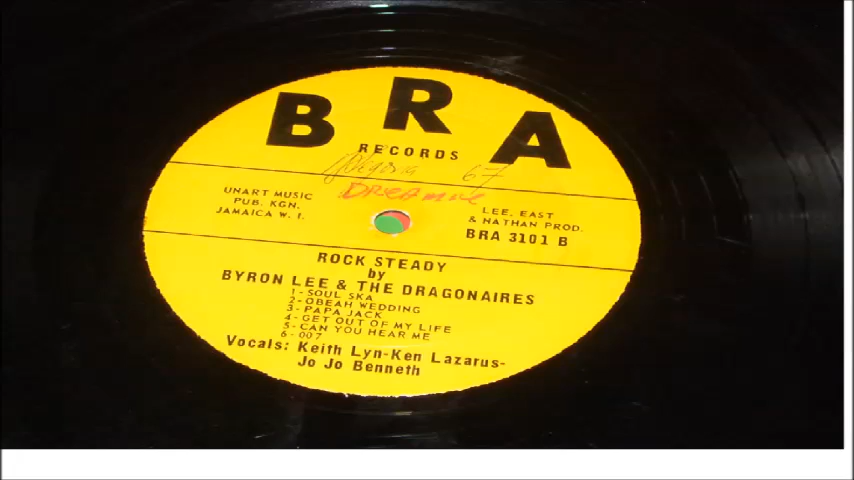 BRA
RECORDS
67
UNART MUSIC
PUB. KGN.
JAMAICA W. I.
LEE, EAST
& NATHAN PROD.
BRA 3101 B
ROCK STEADY
by
BYRON LEE & THE DRAGONAIRES
1-SOUL SKA
2-OBEAH WEDDING
3-PAPA JACK
4-GET OUT OF MY LIFE
5-CAN YOU HEAR ME
6-007
Vocals: Keith Lyn-Ken Lazarus-
Jo Jo Benneth